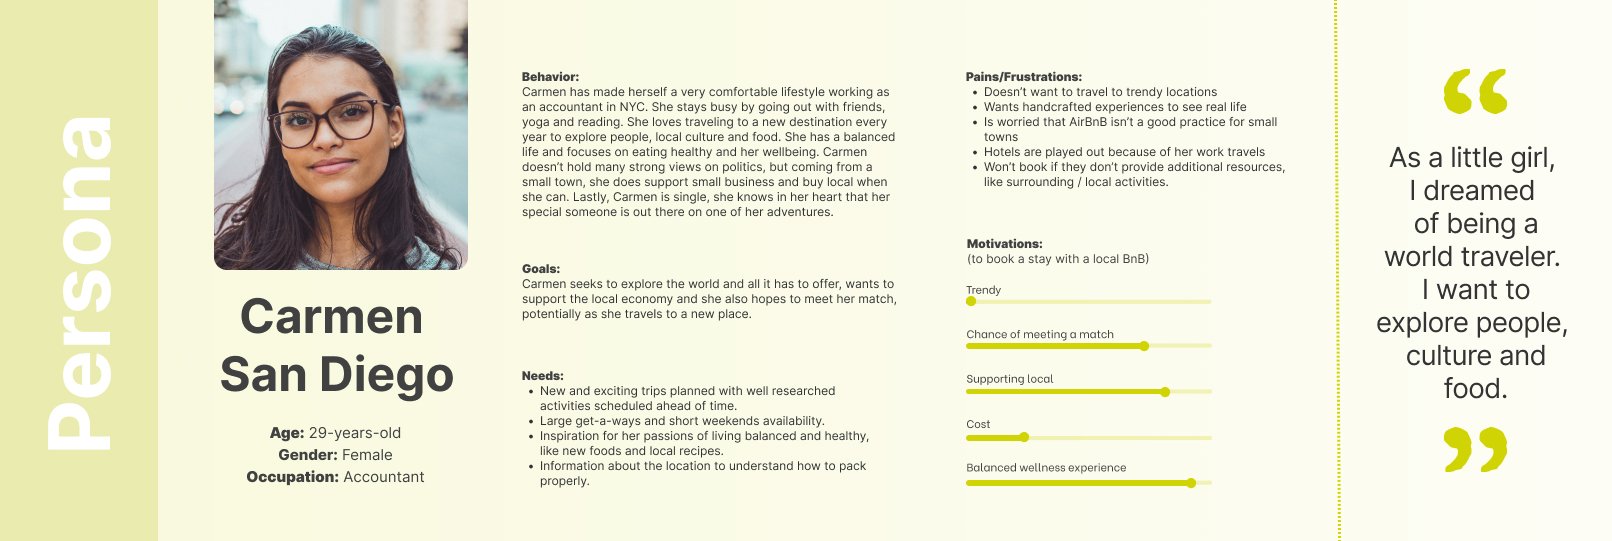 Persona
Carmen
San Diego
Age: 29-years-old
Gender: Female
Occupation: Accountant
Behavior:
Carmen has made herself a very comfortable lifestyle working as
an accountant in NYC. She stays busy by going out with friends,
yoga and reading. She loves traveling to a new destination every
year to explore people, local culture and food. She has a balanced
life and focuses on eating healthy and her wellbeing. Carmen
doesn't hold many strong views on politics, but coming from a
small town, she does support small business and buy local when
she can. Lastly, Carmen is single, she knows in her heart that her
special someone is out there on one of her adventures.
Goals:
Carmen seeks to explore the world and all it has to offer, wants to
support the local economy and she also hopes to meet her match,
potentially as she travels to a new place.
Needs:
• New and exciting trips planned with well researched
activities scheduled ahead of time.
• Large get-a-ways and short weekends availability.
• Inspiration for her passions of living balanced and healthy,
like new foods and local recipes.
• Information about the location to understand how to pack
properly.
Pains/Frustrations:
• Doesn't want to travel to trendy locations
• Wants handcrafted experiences to see real life
• Is worried that AirBnB isn't a good practice for small
towns
• Hotels are played out because of her work travels
• Won't book if they don't provide additional resources,
like surrounding / local activities.
Motivations:
(to book a stay with a local BnB)
Trendy
Chance of meeting a match
Supporting local
Cost
Balanced wellness experience
“
As a little girl,
I dreamed
of being a
world traveler.
I want to
explore people,
culture and
food.
”